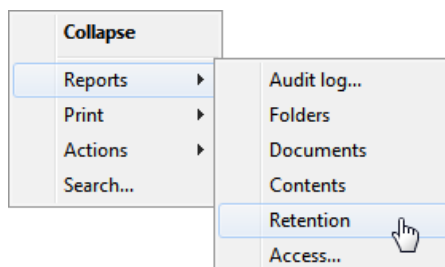 Collapse
Reports
Print
Actions
Search...
Audit log...
Folders
Documents
Contents
Retention
Access...